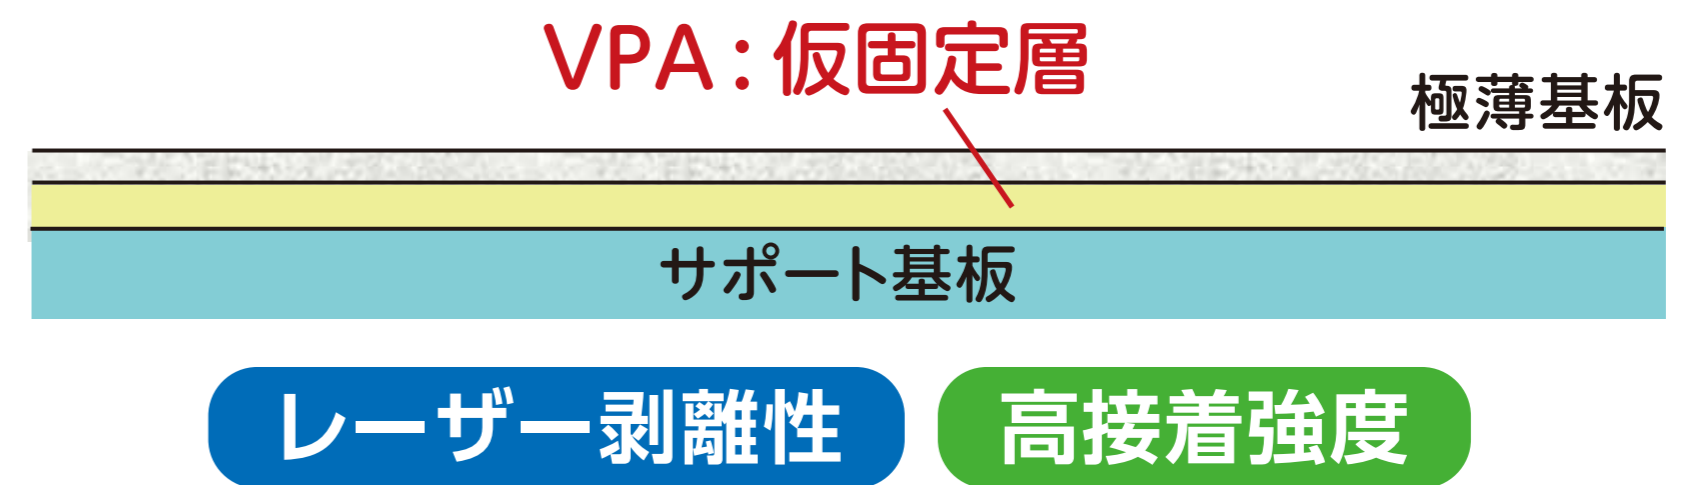 VPA：仮固定層
極薄基板
サポート基板
レーザー剥離性
高接着強度